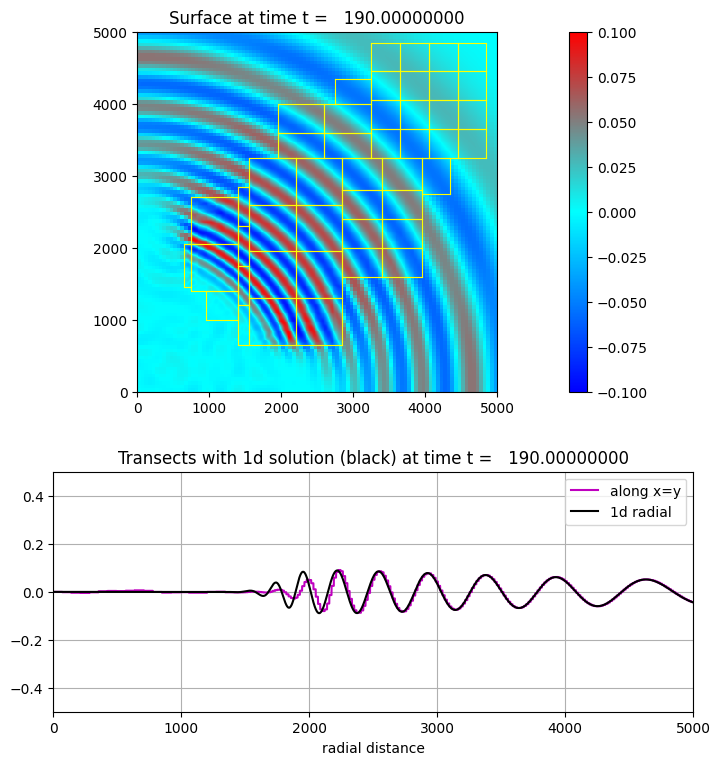 Surface at time t =   190.00000000
5000
4000
3000
2000
1000
0
0 1000 2000 3000 4000 5000
0.100
0.075
0.050
0.025
0.000
−0.025
−0.050
−0.075
−0.100
Transects with 1d solution (black) at time t =   190.00000000
0.4
0.2
0.0
−0.2
−0.4
along x=y
1d radial
0 1000 2000 3000 4000 5000
radial distance